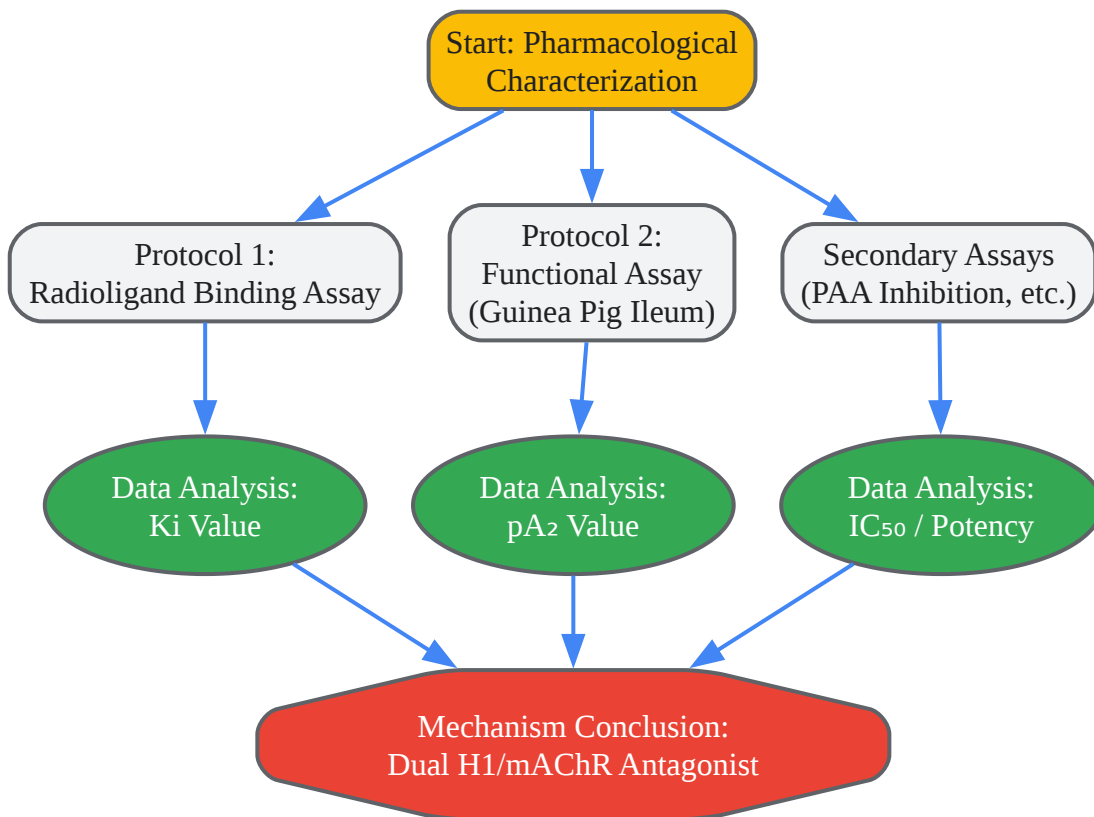 Start: Pharmacological
Characterization
Protocol 1:
Radioligand Binding Assay
Protocol 2:
Functional Assay
(Guinea Pig Ileum)
Secondary Assays
(PAA Inhibition, etc.)
Data Analysis:
Ki Value
Data Analysis:
pA₂ Value
Data Analysis:
IC₅₀ / Potency
Mechanism Conclusion:
Dual H1/mAChR Antagonist